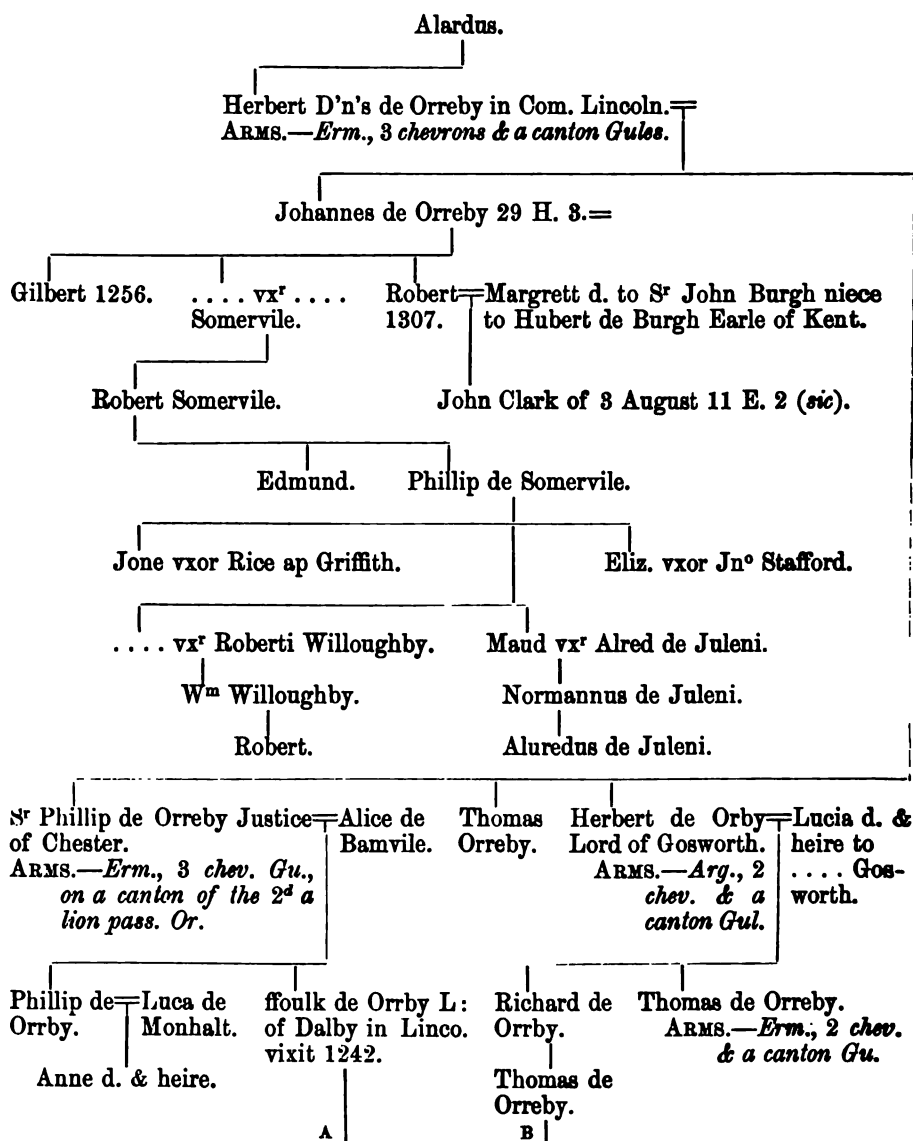 Alardus.
Herbert D'n's de Orreby in Com. Lincoln.=
ARMS.—Erm., 3 chevrons & a canton Gules.
Johannes de Orreby 29 H. 3.=
Gilbert 1256. .... vxʳ .... Robert=Margrett d. to Sʳ John Burgh niece
Somervile. 1307. to Hubert de Burgh Earle of Kent.
Robert Somervile. John Clark of 3 August 11 E. 2 (sic).
Edmund. Phillip de Somervile.
Jone vxor Rice ap Griffith. Eliz. vxor Jnᵒ Stafford.
.... vxʳ Roberti Willoughby. Maud vxʳ Alred de Juleni.
Wᵐ Willoughby. Normannus de Juleni.
Robert. Aluredus de Juleni.
Sʳ Phillip de Orreby Justice=Alice de Thomas Herbert de Orby=Lucia d. &
of Chester. Bamvile. Orreby. Lord of Gosworth. heire to
ARMS.—Erm., 3 chev. Gu., ARMS.—Arg., 2 .... Gos-
on a canton of the 2ᵈ a chev. & a worth.
lion pass. Or. canton Gul.
Phillip de=Luca de ffoulk de Orrby L: Richard de Thomas de Orreby.
Orrby. Monhalt. of Dalby in Linco. Orrby. ARMS.—Erm., 2 chev.
vixit 1242. & a canton Gu.
Anne d. & heire. Thomas de
Orreby.
A B